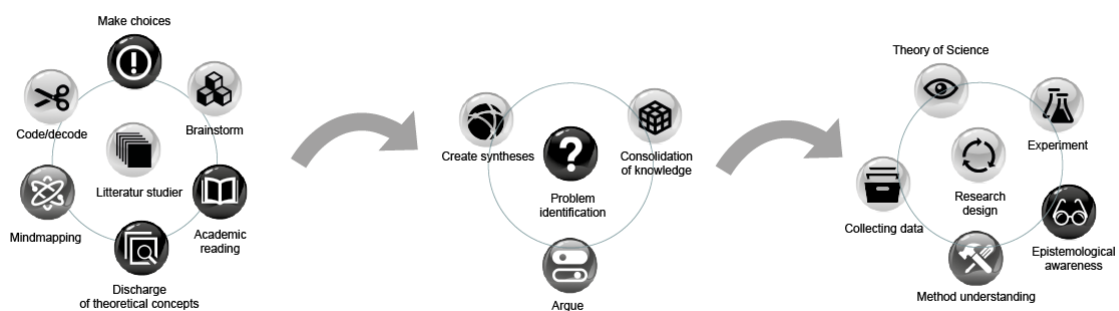 Make choices
Brainstorm
Code/decode
Litteratur studier
Mindmapping
Academic
reading
Discharge
of theoretical concepts
Create syntheses
Consolidation
of knowledge
Problem
identification
Argue
Theory of Science
Experiment
Research
design
Collecting data
Epistemological
awareness
Method understanding